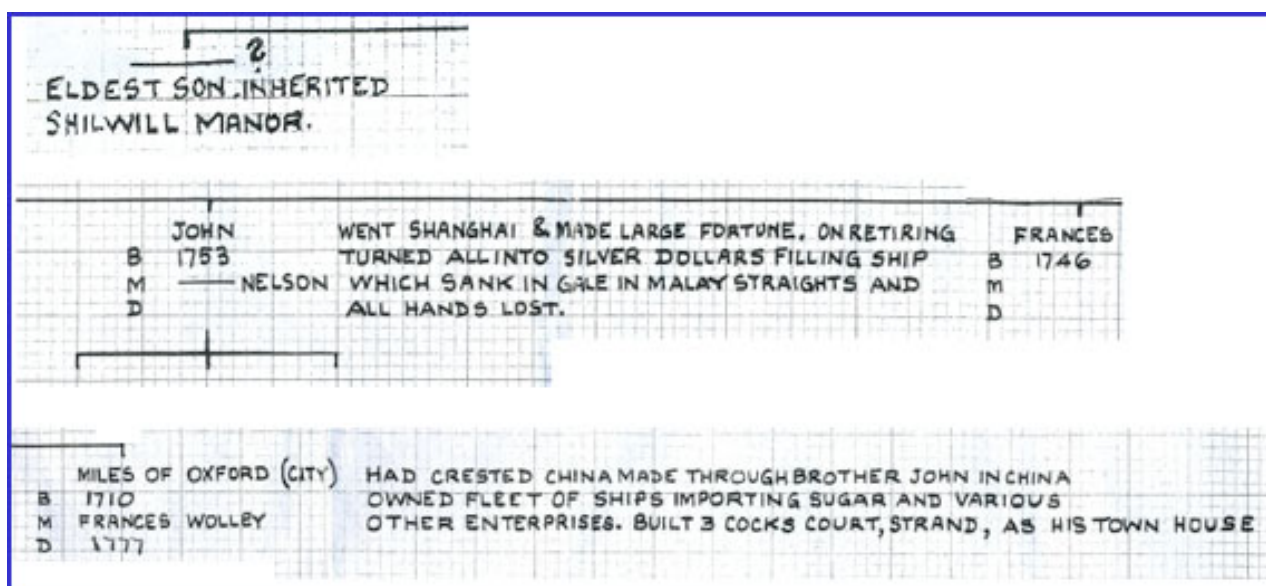 ?
ELDEST SON. INHERITED
SHILWILL MANOR.
JOHN WENT SHANGHAI & MADE LARGE FORTUNE. ON RETIRING FRANCES
B 1753 TURNED ALL INTO SILVER DOLLARS FILLING SHIP B 1746
M —— NELSON WHICH SANK IN GALE IN MALAY STRAIGHTS AND M
D ALL HANDS LOST. D
MILES OF OXFORD (CITY) HAD CRESTED CHINA MADE THROUGH BROTHER JOHN IN CHINA
B 1710 OWNED FLEET OF SHIPS IMPORTING SUGAR AND VARIOUS
M FRANCES WOLLEY OTHER ENTERPRISES. BUILT 3 COCKS COURT, STRAND, AS HIS TOWN HOUSE
D 1777